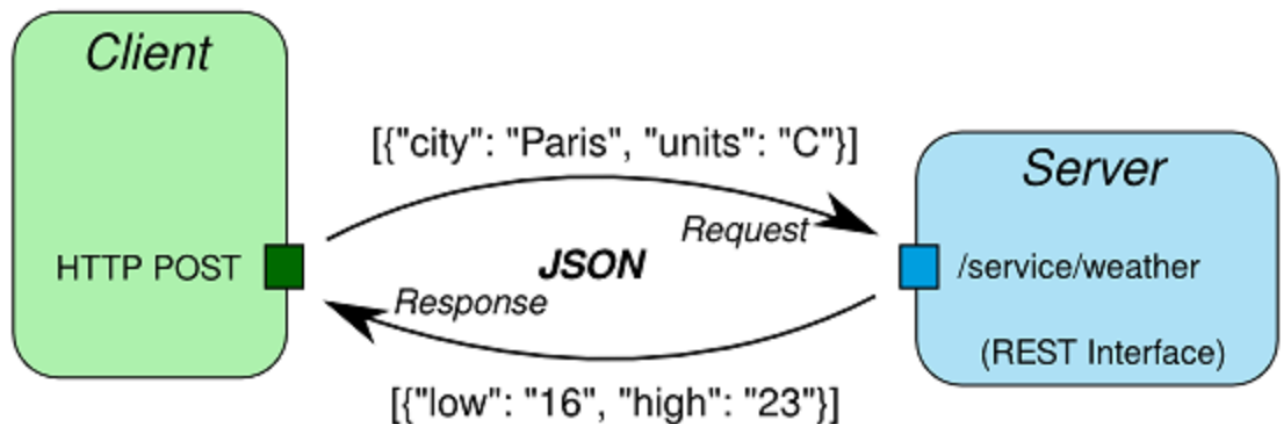 Client
HTTP POST
[{"city": "Paris", "units": "C"}]
Request
JSON
Response
[{"low": "16", "high": "23"}]
Server
/service/weather
(REST Interface)